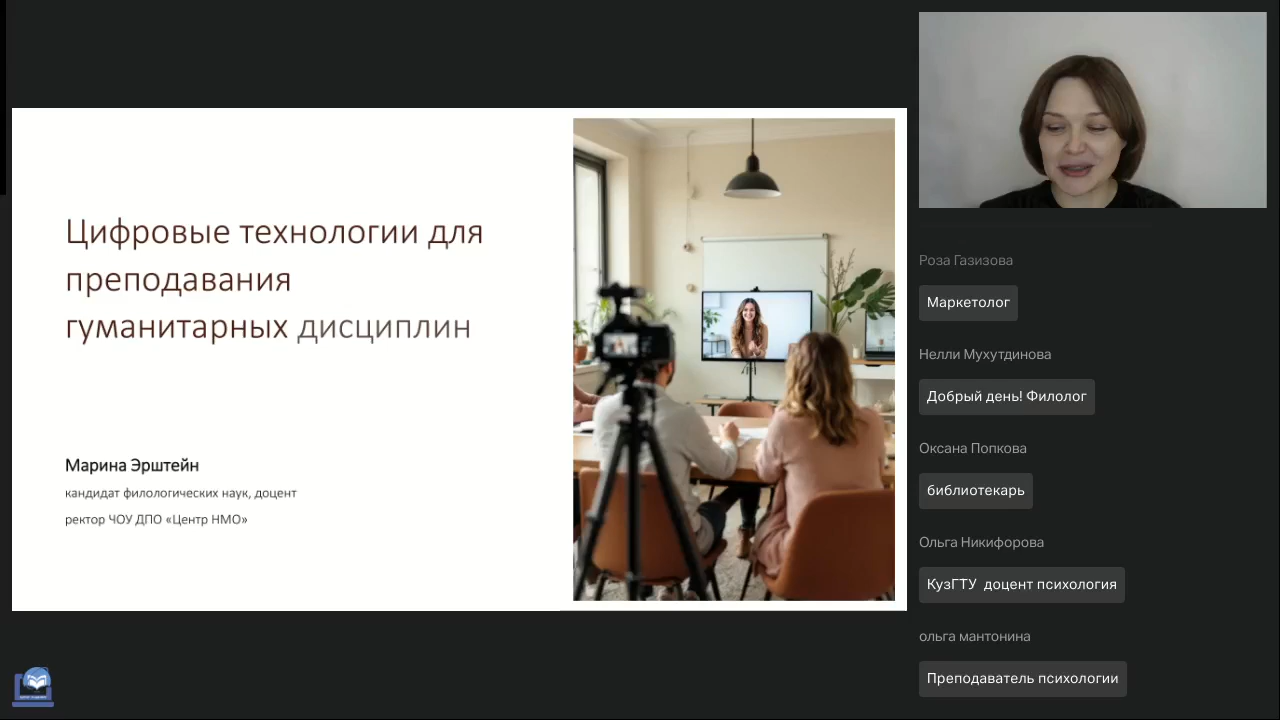 Цифровые технологии для
преподавания
гуманитарных дисциплин
Марина Эрштейн
кандидат филологических наук, доцент
ректор ЧОУ ДПО «Центр НМО»
Роза Газизова
Маркетолог
Нелли Мухутдинова
Добрый день! Филолог
Оксана Попкова
библиотекарь
Ольга Никифорова
КузГТУ доцент психология
ольга мантонина
Преподаватель психологии